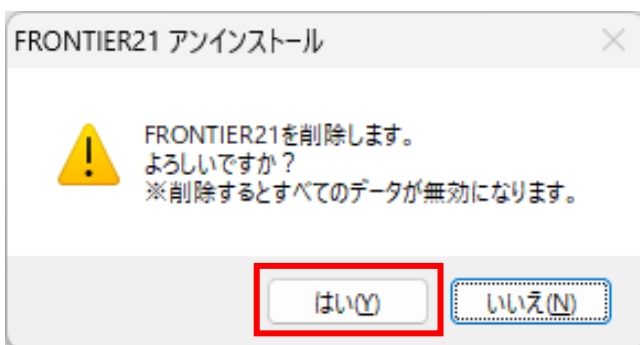 FRONTIER21 アンインストール
FRONTIER21を削除します。
よろしいですか？
※削除するとすべてのデータが無効になります。
はい(Y)
いいえ(N)